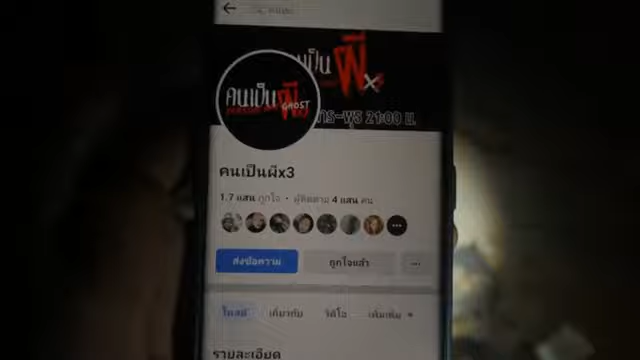 คนเป็น ผี x3
คนเป็น ผี
GHOST
พุธ 21:00 น.
คนเป็นผีx3
1.7 แสน ถูกใจ • ผู้ติดตาม 4 แสน คน
ส่งข้อความ
ถูกใจแล้ว
โพสต์ เกี่ยวกับ วิดีโอ เพิ่มเติม
รายละเอียด